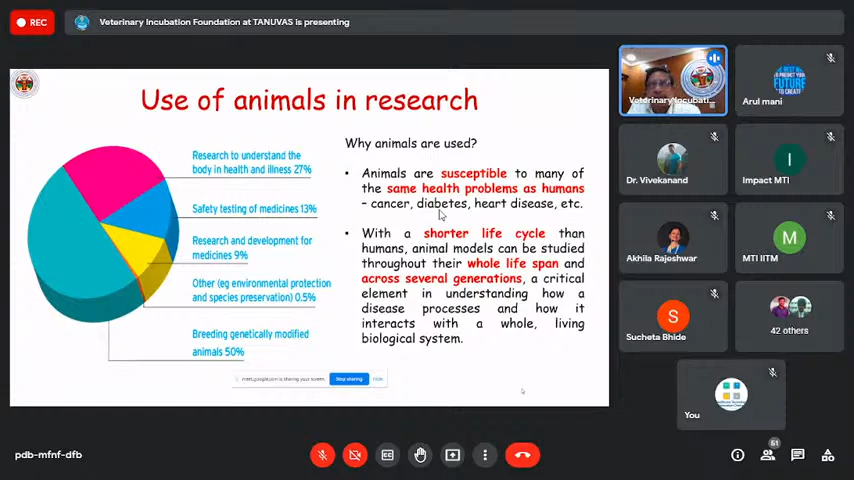 REC
Veterinary Incubation Foundation at TANUVAS is presenting
Use of animals in research
Research to understand the
body in health and illness 27%
Safety testing of medicines 13%
Research and development for
medicines 9%
Other (eg environmental protection
and species preservation) 0.5%
Breeding genetically modified
animals 50%
Why animals are used?
• Animals are susceptible to many of
the same health problems as humans
– cancer, diabetes, heart disease, etc.
• With a shorter life cycle than
humans, animal models can be studied
throughout their whole life span and
across several generations, a critical
element in understanding how a
disease processes and how it
interacts with a whole, living
biological system.
meet.google.com is sharing your screen.
Stop sharing
Hide
Veterinary Incubati...
Arul mani
Dr. Vivekanand
I
Impact MTI
Akhila Rajeshwar
M
MTI IITM
S
Sucheta Bhide
42 others
You
pdb-mfnf-dfb
51